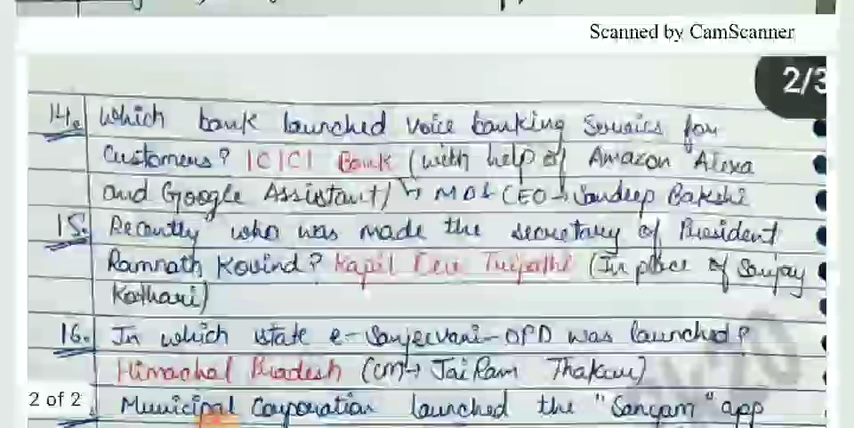 Scanned by CamScanner
2/3
14. Which bank launched voice banking services for
customers? ICICI Bank (with help of Amazon Alexa
and Google Assistant) ↳ MD & CEO → Sandeep Bakshi
15. Recently who was made the secretary of President
Ramnath Kovind? Kapil Dev Tripathi (In place of Sanjay
Kothari)
16. In which state e-Sanjeevani-OPD was launched?
Himachal Pradesh (CM → Jai Ram Thakur)
2 of 2
Municipal Corporation launched the "Sangam" app